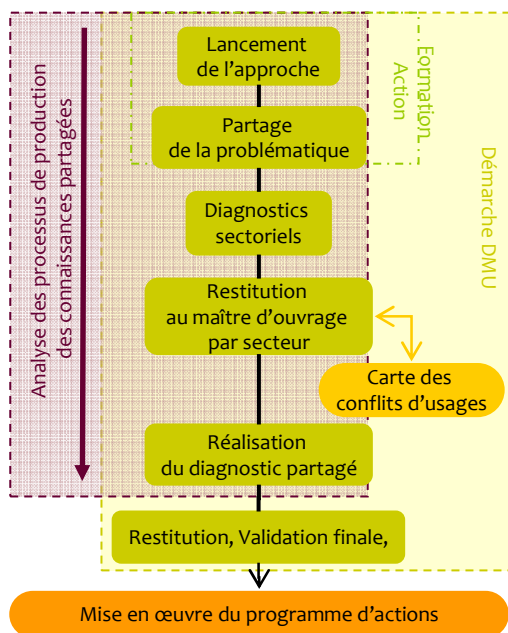 Lancement
de l'approche
Formation
Action
Partage
de la problématique
Analyse des processus de production
des connaissances partagées
Démarche DMU
Diagnostics
sectoriels
Restitution
au maître d'ouvrage
par secteur
Carte des
conflits d'usages
Réalisation
du diagnostic partagé
Restitution, Validation finale,
Mise en œuvre du programme d'actions